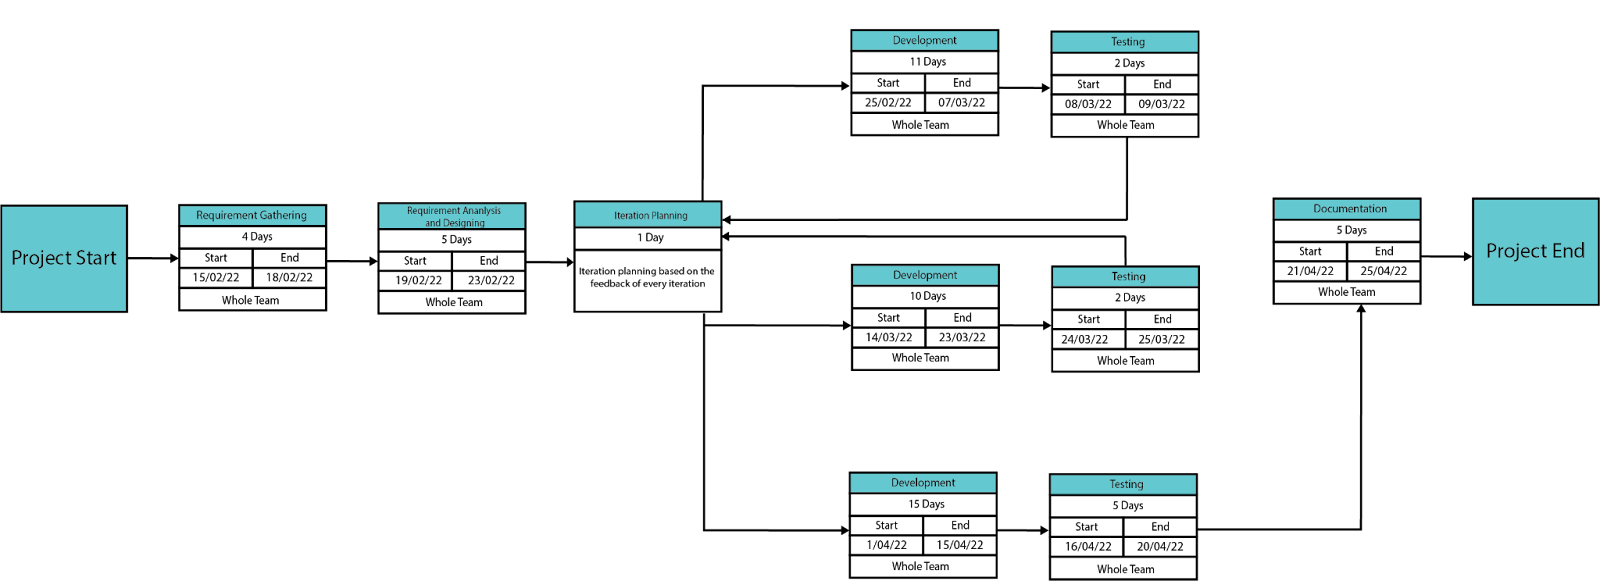 Project Start
Requirement Gathering
4 Days
Start End
15/02/22 18/02/22
Whole Team
Requirement Ananlysis
and Designing
5 Days
Start End
19/02/22 23/02/22
Whole Team
Iteration Planning
1 Day
Iteration planning based on the
feedback of every iteration
Development
11 Days
Start End
25/02/22 07/03/22
Whole Team
Testing
2 Days
Start End
08/03/22 09/03/22
Whole Team
Development
10 Days
Start End
14/03/22 23/03/22
Whole Team
Testing
2 Days
Start End
24/03/22 25/03/22
Whole Team
Development
15 Days
Start End
1/04/22 15/04/22
Whole Team
Testing
5 Days
Start End
16/04/22 20/04/22
Whole Team
Documentation
5 Days
Start End
21/04/22 25/04/22
Whole Team
Project End